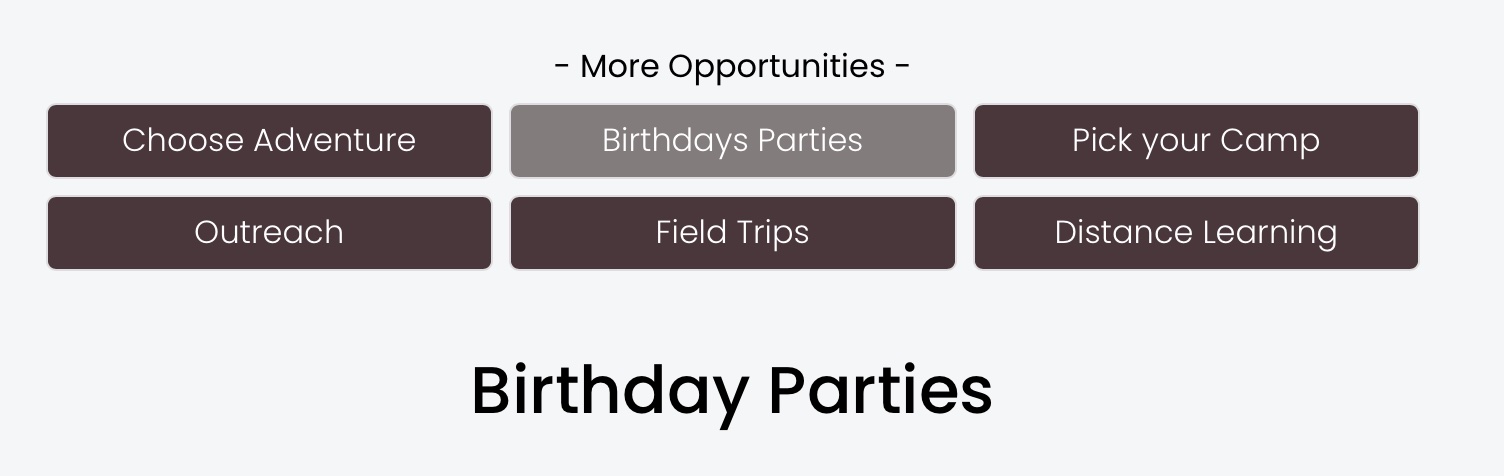 - More Opportunities -
Choose Adventure
Birthdays Parties
Pick your Camp
Outreach
Field Trips
Distance Learning
Birthday Parties